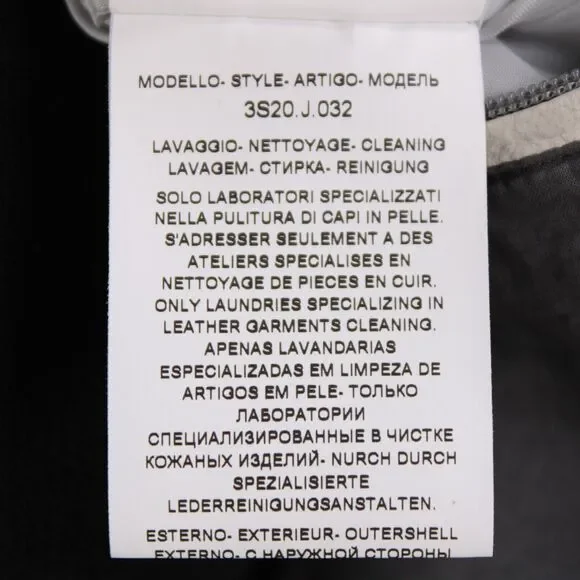 MODELLO- STYLE- ARTIGO- МОДЕЛЬ
3S20.J.032
LAVAGGIO- NETTOYAGE- CLEANING
LAVAGEM- СТИРКА- REINIGUNG
SOLO LABORATORI SPECIALIZZATI
NELLA PULITURA DI CAPI IN PELLE.
S'ADRESSER SEULEMENT A DES
ATELIERS SPECIALISES EN
NETTOYAGE DE PIECES EN CUIR.
ONLY LAUNDRIES SPECIALIZING IN
LEATHER GARMENTS CLEANING.
APENAS LAVANDARIAS
ESPECIALIZADAS EM LIMPEZA DE
ARTIGOS EM PELE- ТОЛЬКО
ЛАБОРАТОРИИ
СПЕЦИАЛИЗИРОВАННЫЕ В ЧИСТКЕ
КОЖАНЫХ ИЗДЕЛИЙ- NURCH DURCH
SPEZIALISIERTE
LEDERREINIGUNGSANSTALTEN.
ESTERNO- EXTERIEUR- OUTERSHELL
EXTERNO- С НАРУЖНОЙ СТОРОНЫ